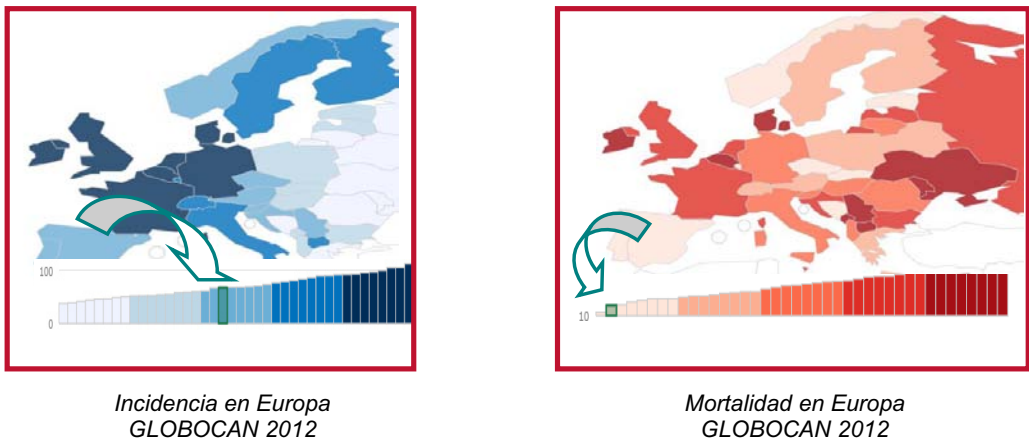 100
0
10
Incidencia en Europa
GLOBOCAN 2012
Mortalidad en Europa
GLOBOCAN 2012